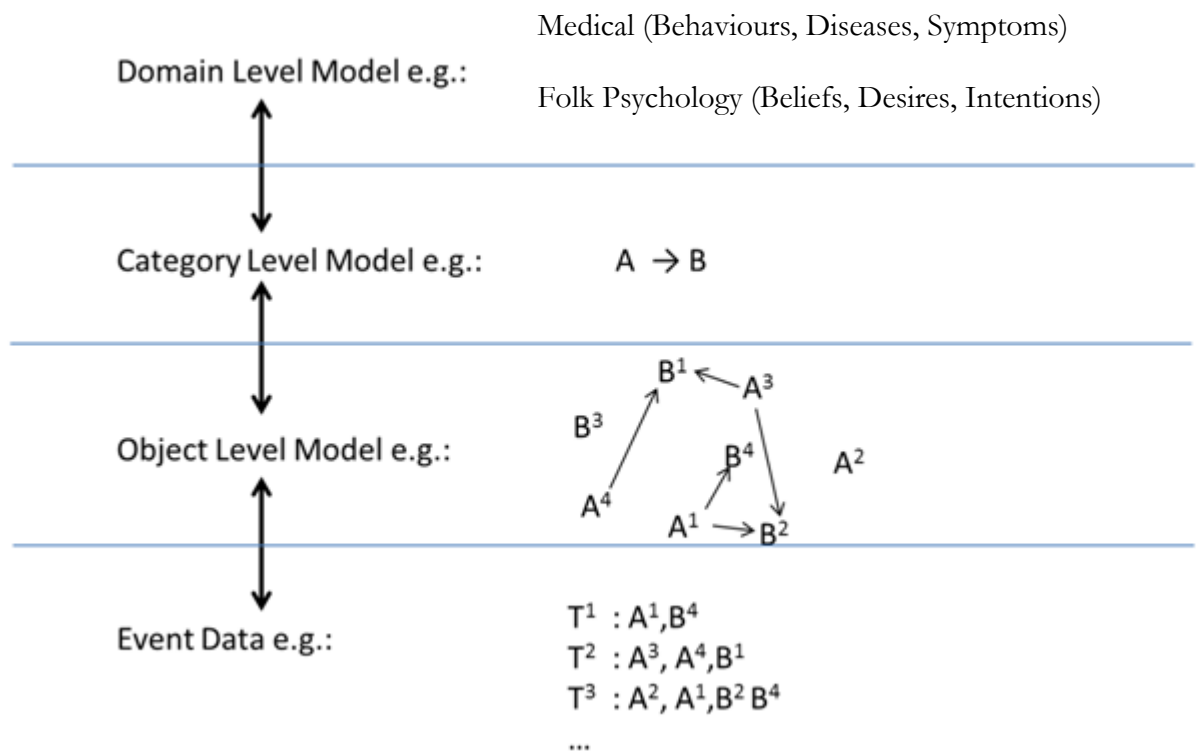 Medical (Behaviours, Diseases, Symptoms)
Domain Level Model e.g.:
Folk Psychology (Beliefs, Desires, Intentions)
Category Level Model e.g.: A → B
B¹ A³
B³
Object Level Model e.g.: B⁴ A²
A⁴
A¹ B²
T¹ : A¹,B⁴
Event Data e.g.:
T² : A³, A⁴,B¹
T³ : A², A¹,B² B⁴
...